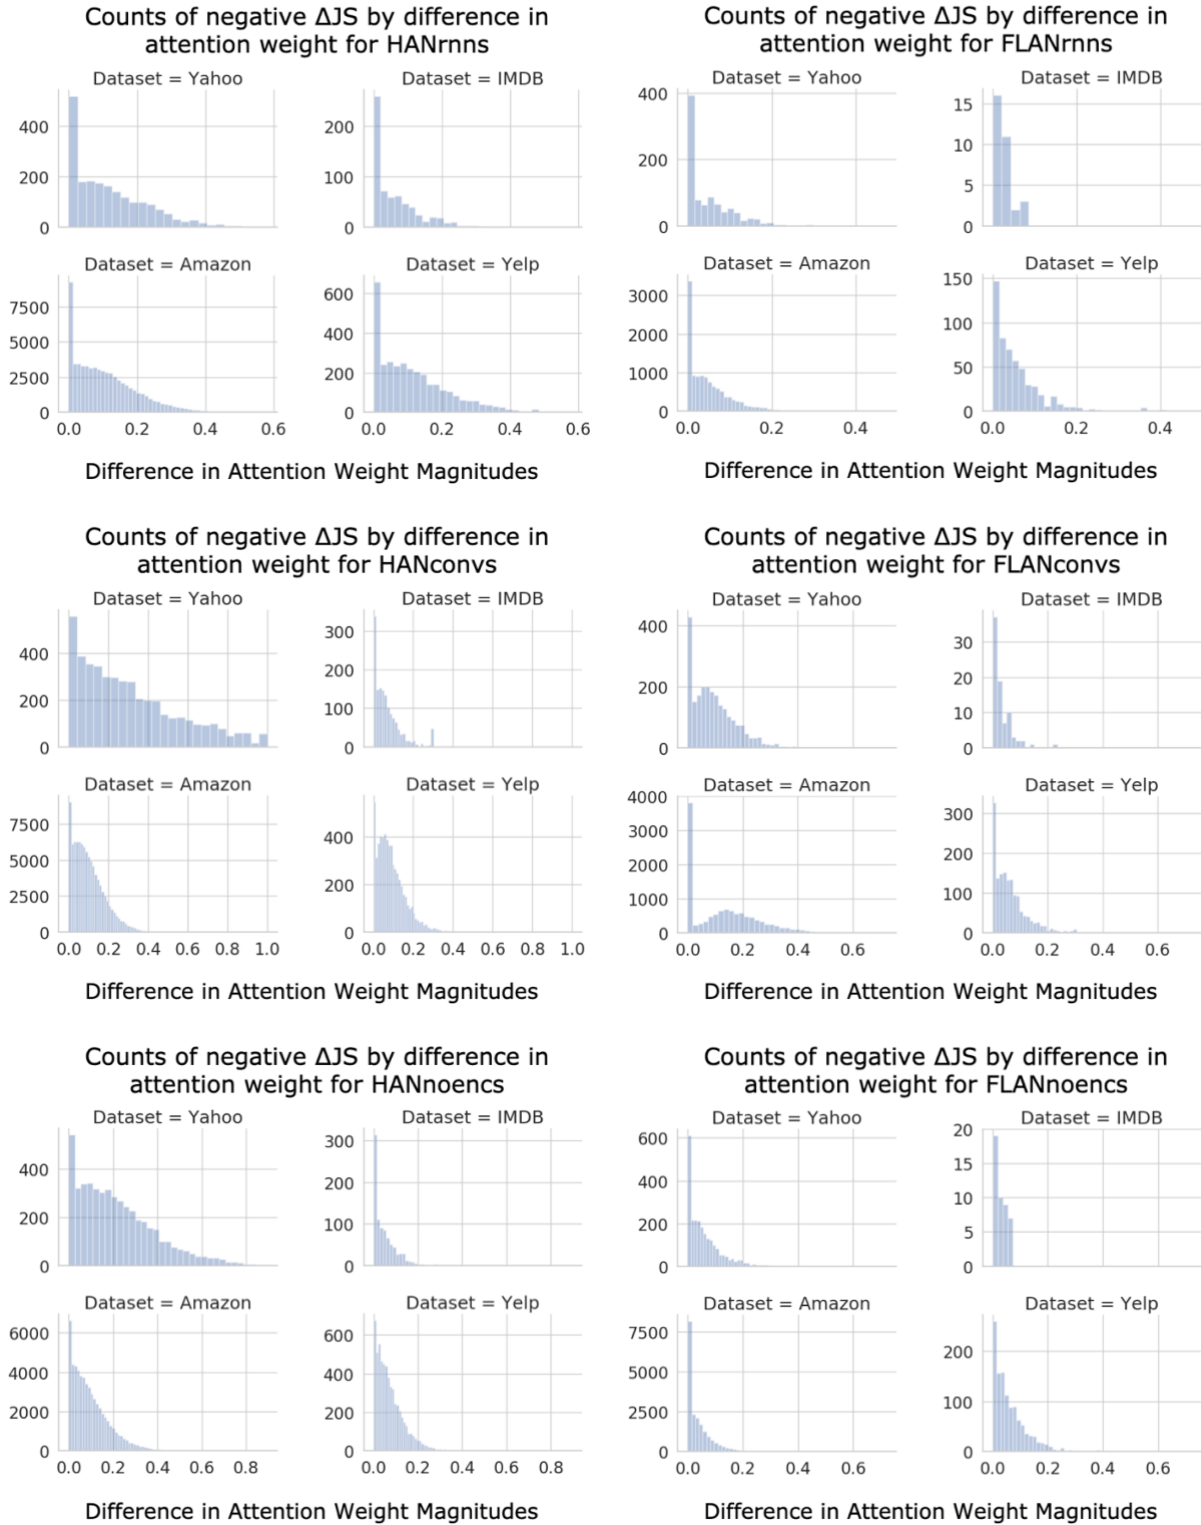 Counts of negative ΔJS by difference in
attention weight for HANrnns
Dataset = Yahoo
Dataset = IMDB
400
200
0
200
100
0
Dataset = Amazon
Dataset = Yelp
7500
5000
2500
0
600
400
200
0
0.0 0.2 0.4 0.6
0.0 0.2 0.4 0.6
Difference in Attention Weight Magnitudes
Counts of negative ΔJS by difference in
attention weight for FLANrnns
Dataset = Yahoo
Dataset = IMDB
400
200
0
15
10
5
0
Dataset = Amazon
Dataset = Yelp
3000
2000
1000
0
150
100
50
0
0.0 0.2 0.4
0.0 0.2 0.4
Difference in Attention Weight Magnitudes
Counts of negative ΔJS by difference in
attention weight for HANconvs
Dataset = Yahoo
Dataset = IMDB
400
200
0
300
200
100
0
Dataset = Amazon
Dataset = Yelp
7500
5000
2500
0
400
200
0
0.0 0.2 0.4 0.6 0.8 1.0
0.0 0.2 0.4 0.6 0.8 1.0
Difference in Attention Weight Magnitudes
Counts of negative ΔJS by difference in
attention weight for FLANconvs
Dataset = Yahoo
Dataset = IMDB
400
200
0
30
20
10
0
Dataset = Amazon
Dataset = Yelp
4000
3000
2000
1000
0
300
200
100
0
0.0 0.2 0.4 0.6
0.0 0.2 0.4 0.6
Difference in Attention Weight Magnitudes
Counts of negative ΔJS by difference in
attention weight for HANnoencs
Dataset = Yahoo
Dataset = IMDB
400
200
0
300
200
100
0
Dataset = Amazon
Dataset = Yelp
6000
4000
2000
0
600
400
200
0
0.0 0.2 0.4 0.6 0.8
0.0 0.2 0.4 0.6 0.8
Difference in Attention Weight Magnitudes
Counts of negative ΔJS by difference in
attention weight for FLANnoencs
Dataset = Yahoo
Dataset = IMDB
600
400
200
0
20
15
10
5
0
Dataset = Amazon
Dataset = Yelp
7500
5000
2500
0
200
100
0
0.0 0.2 0.4 0.6
0.0 0.2 0.4 0.6
Difference in Attention Weight Magnitudes